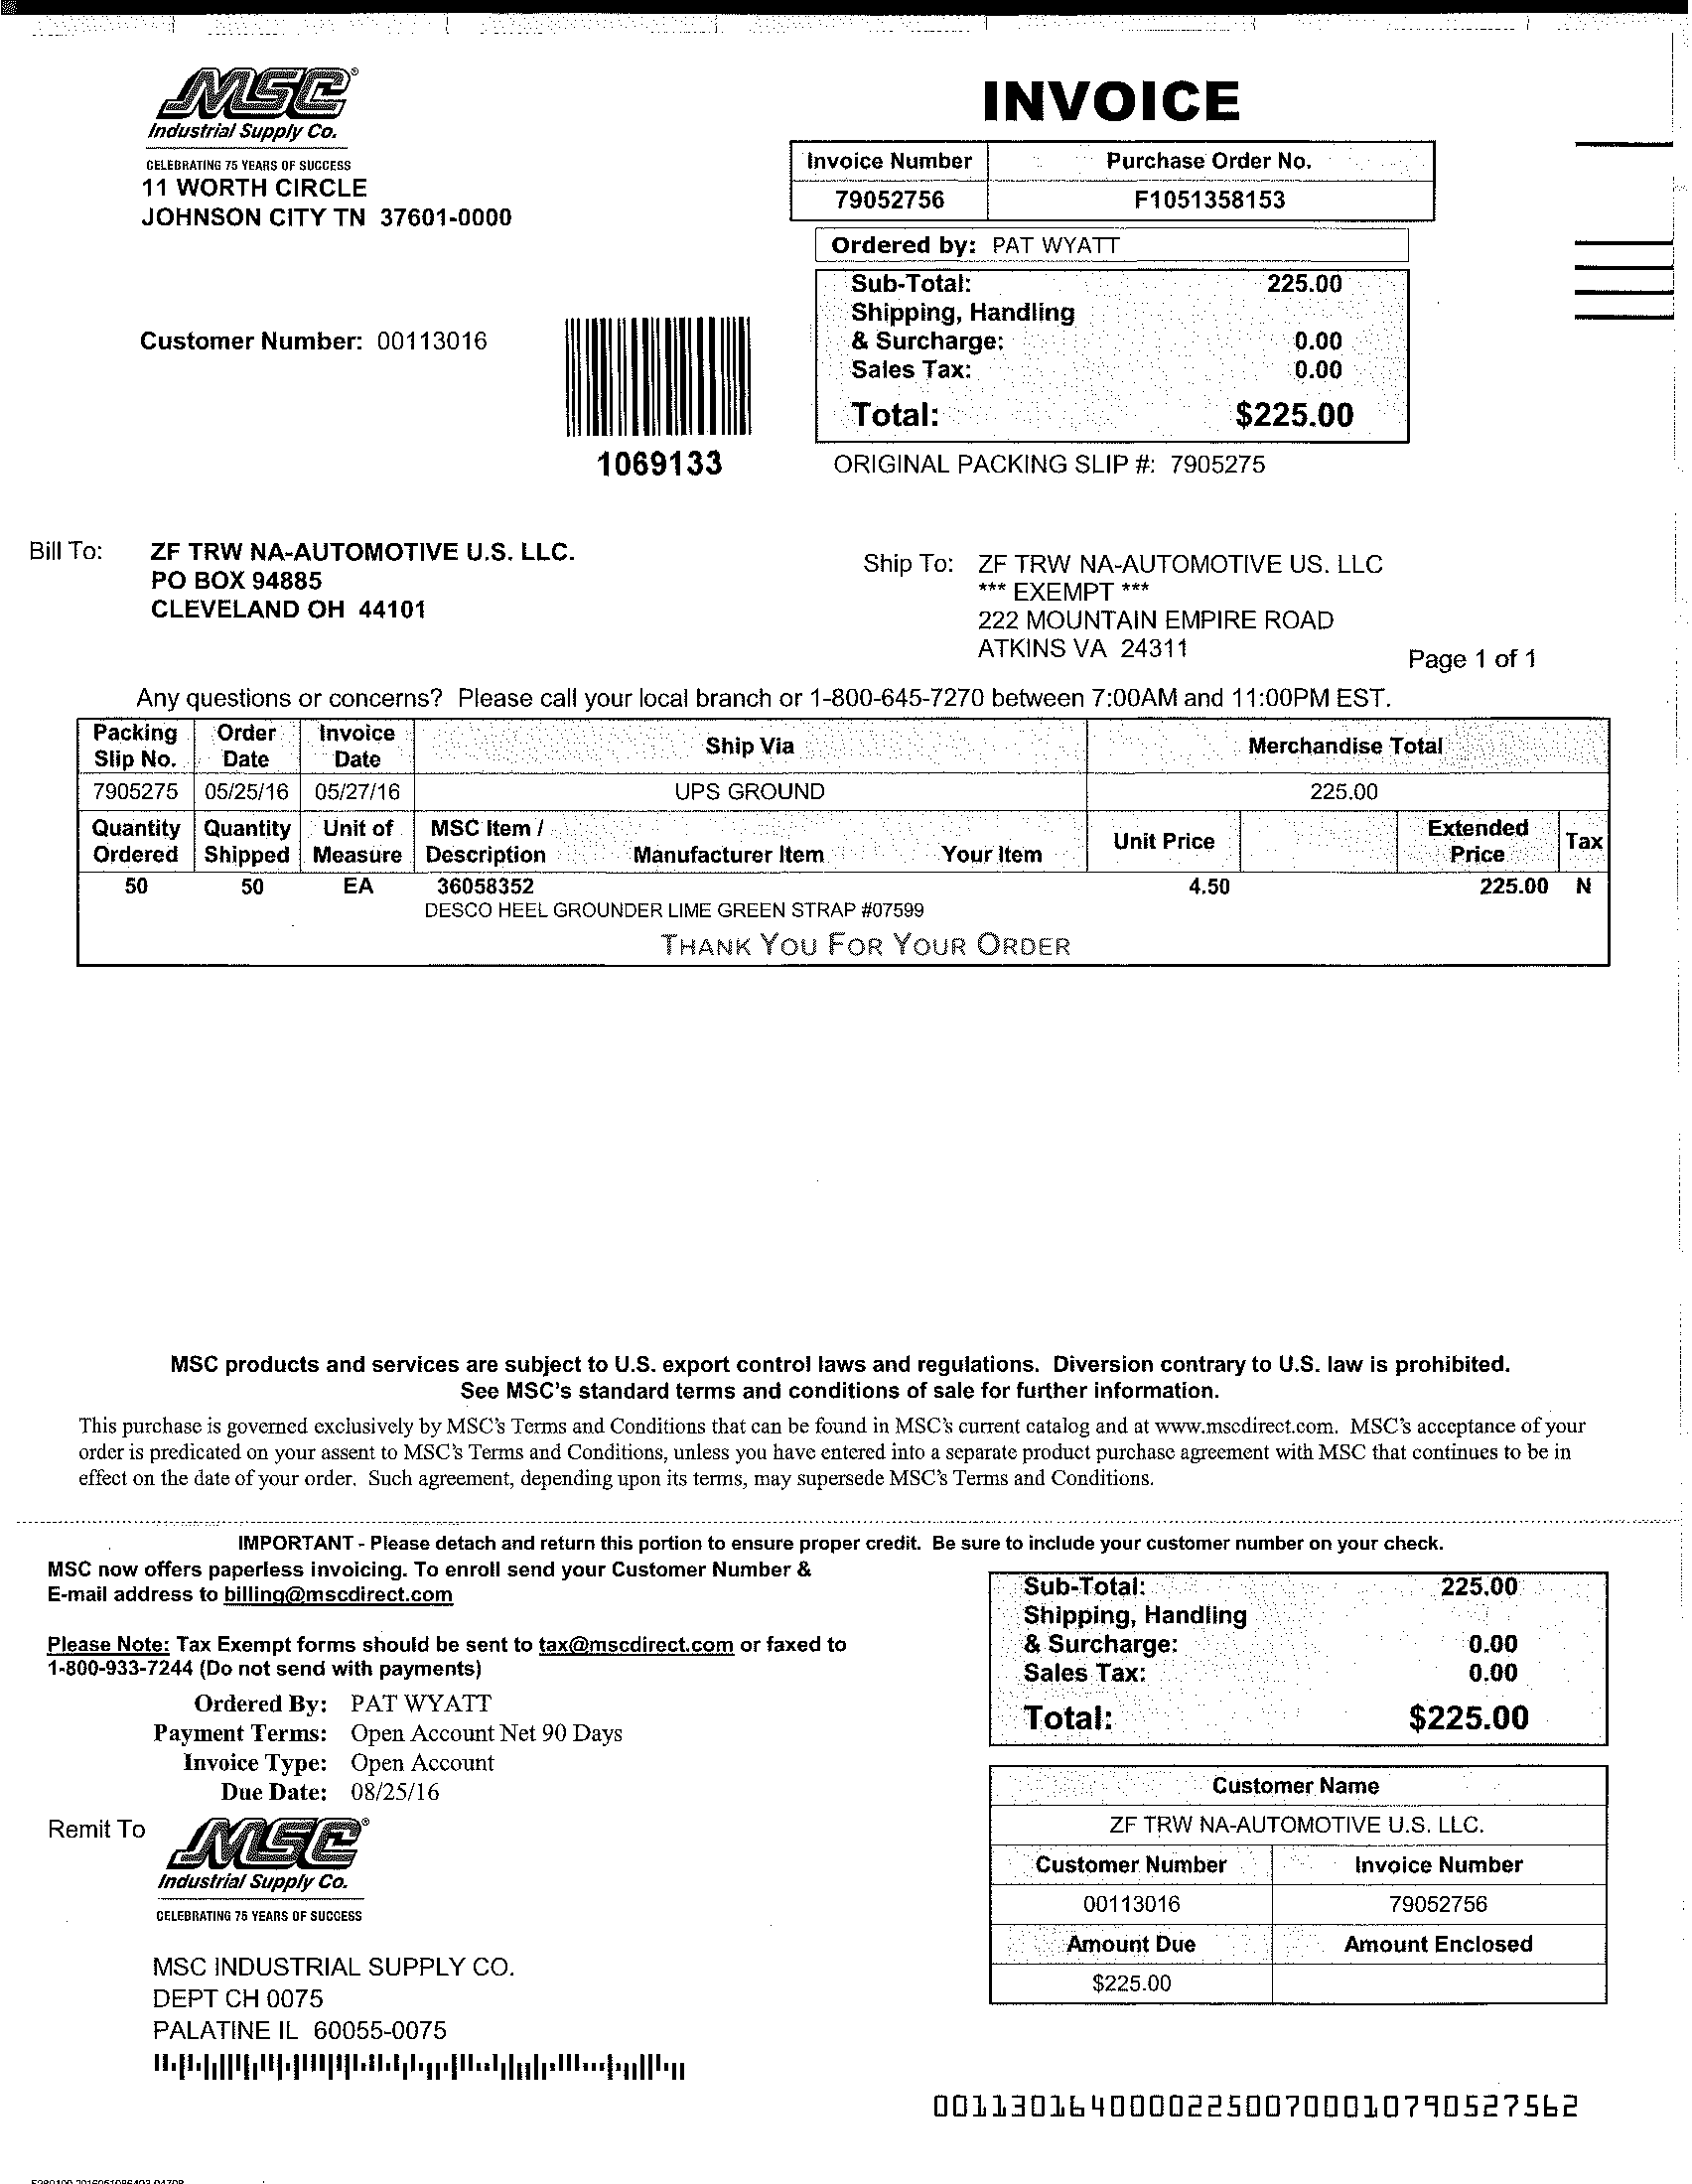 MSC®
Industrial Supply Co.
CELEBRATING 75 YEARS OF SUCCESS
11 WORTH CIRCLE
JOHNSON CITY TN 37601-0000
INVOICE
Invoice Number Purchase Order No.
79052756 F1051358153
Ordered by: PAT WYATT
Sub-Total: 225.00
Shipping, Handling
& Surcharge: 0.00
Sales Tax: 0.00
Total: $225.00
Customer Number: 00113016
1069133
ORIGINAL PACKING SLIP #: 7905275
Bill To: ZF TRW NA-AUTOMOTIVE U.S. LLC.
PO BOX 94885
CLEVELAND OH 44101
Ship To: ZF TRW NA-AUTOMOTIVE US. LLC
*** EXEMPT ***
222 MOUNTAIN EMPIRE ROAD
ATKINS VA 24311
Page 1 of 1
Any questions or concerns? Please call your local branch or 1-800-645-7270 between 7:00AM and 11:00PM EST.
Packing Slip No. Order Date Invoice Date Ship Via Merchandise Total
7905275 05/25/16 05/27/16 UPS GROUND 225.00
Quantity Ordered Quantity Shipped Unit of Measure MSC Item / Description Manufacturer Item Your Item Unit Price Extended Price Tax
50 50 EA 36058352 4.50 225.00 N
DESCO HEEL GROUNDER LIME GREEN STRAP #07599
THANK YOU FOR YOUR ORDER
MSC products and services are subject to U.S. export control laws and regulations. Diversion contrary to U.S. law is prohibited.
See MSC's standard terms and conditions of sale for further information.
This purchase is governed exclusively by MSC's Terms and Conditions that can be found in MSC's current catalog and at www.mscdirect.com. MSC's acceptance of your
order is predicated on your assent to MSC's Terms and Conditions, unless you have entered into a separate product purchase agreement with MSC that continues to be in
effect on the date of your order. Such agreement, depending upon its terms, may supersede MSC's Terms and Conditions.
IMPORTANT - Please detach and return this portion to ensure proper credit. Be sure to include your customer number on your check.
MSC now offers paperless invoicing. To enroll send your Customer Number &
E-mail address to billing@mscdirect.com
Please Note: Tax Exempt forms should be sent to tax@mscdirect.com or faxed to
1-800-933-7244 (Do not send with payments)
Ordered By: PAT WYATT
Payment Terms: Open Account Net 90 Days
Invoice Type: Open Account
Due Date: 08/25/16
Sub-Total: 225.00
Shipping, Handling
& Surcharge: 0.00
Sales Tax: 0.00
Total: $225.00
Remit To
MSC®
Industrial Supply Co.
CELEBRATING 75 YEARS OF SUCCESS
MSC INDUSTRIAL SUPPLY CO.
DEPT CH 0075
PALATINE IL 60055-0075
Customer Name
ZF TRW NA-AUTOMOTIVE U.S. LLC.
Customer Number Invoice Number
00113016 79052756
Amount Due Amount Enclosed
$225.00
001130164000022500700010790527562